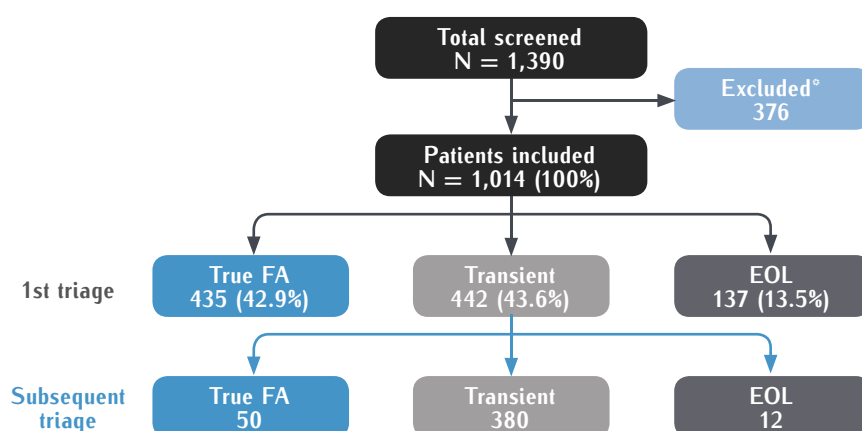 Total screened
N = 1,390
Excluded°
376
Patients included
N = 1,014 (100%)
1st triage
True FA
435 (42.9%)
Transient
442 (43.6%)
EOL
137 (13.5%)
Subsequent
triage
True FA
50
Transient
380
EOL
12